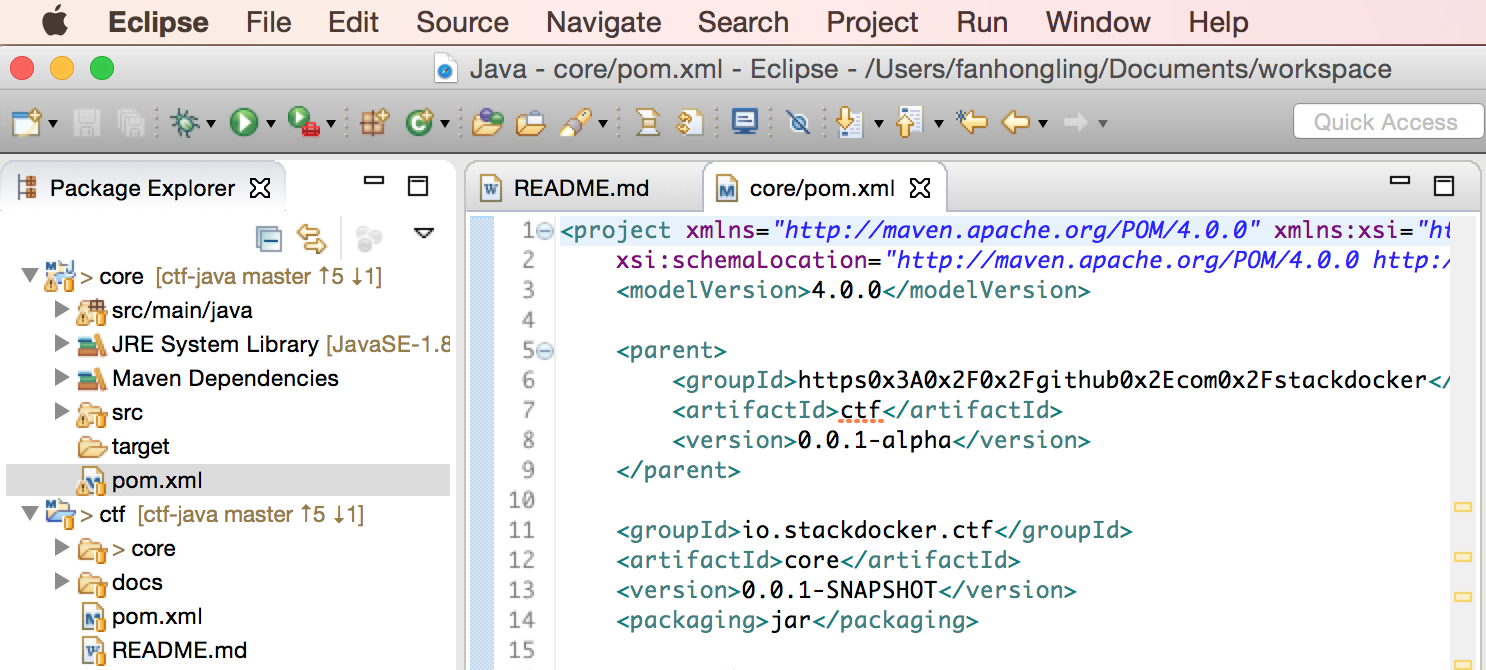 Eclipse File Edit Source Navigate Search Project Run Window Help
Java - core/pom.xml - Eclipse - /Users/fanhongling/Documents/workspace
Quick Access
Package Explorer
> core [ctf-java master ↑5 ↓1]
src/main/java
JRE System Library [JavaSE-1.8
Maven Dependencies
src
target
pom.xml
> ctf [ctf-java master ↑5 ↓1]
> core
docs
pom.xml
README.md
README.md core/pom.xml
1 <project xmlns="http://maven.apache.org/POM/4.0.0" xmlns:xsi="ht
2 xsi:schemaLocation="http://maven.apache.org/POM/4.0.0 http:/
3 <modelVersion>4.0.0</modelVersion>
4
5 <parent>
6 <groupId>https0x3A0x2F0x2Fgithub0x2Ecom0x2Fstackdocker</
7 <artifactId>ctf</artifactId>
8 <version>0.0.1-alpha</version>
9 </parent>
10
11 <groupId>io.stackdocker.ctf</groupId>
12 <artifactId>core</artifactId>
13 <version>0.0.1-SNAPSHOT</version>
14 <packaging>jar</packaging>
15